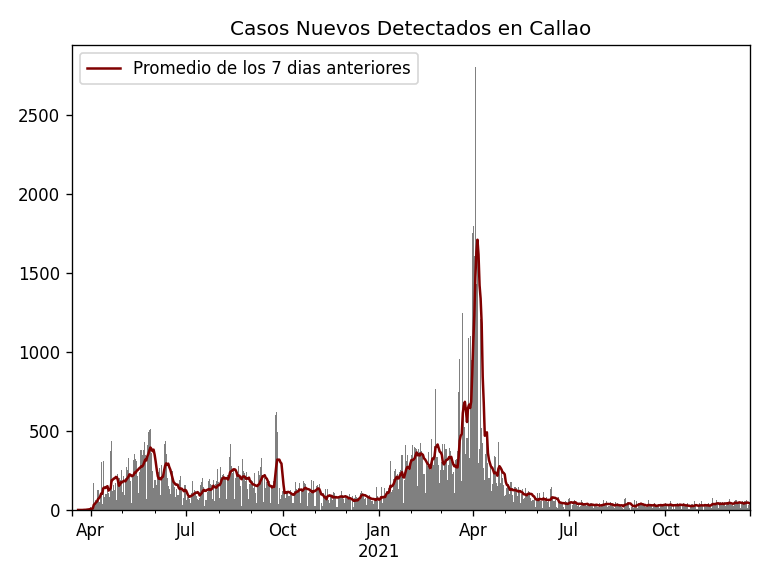 Casos Nuevos Detectados en Callao
Promedio de los 7 dias anteriores
2500
2000
1500
1000
500
0
Apr Jul Oct Jan Apr Jul Oct
2021